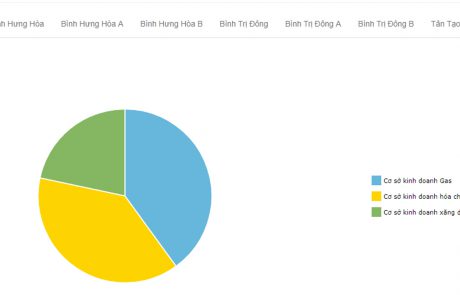 Hưng Hòa Bình Hưng Hòa A Bình Hưng Hòa B Bình Trị Đông Bình Trị Đông A Bình Trị Đông B Tân Tạo
Cơ sở kinh doanh Gas
Cơ sở kinh doanh hóa
Cơ sở kinh doanh xăng